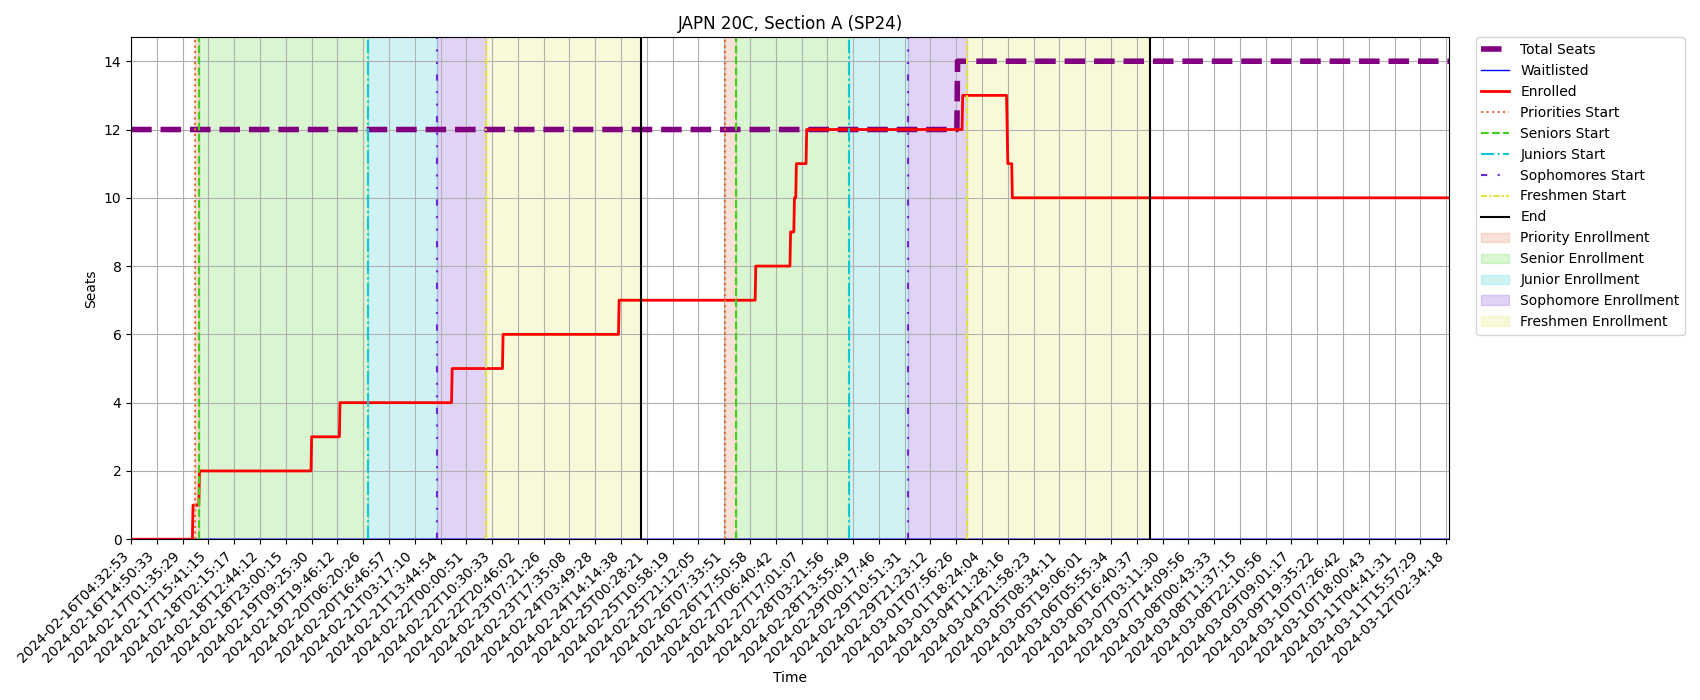 JAPN 20C, Section A (SP24)
Seats
14
12
10
8
6
4
2
0
2024-02-16T04:32:53
2024-02-16T14:50:33
2024-02-17T01:35:29
2024-02-17T15:41:15
2024-02-18T02:15:17
2024-02-18T12:44:12
2024-02-18T23:00:15
2024-02-19T09:25:30
2024-02-19T19:46:12
2024-02-20T06:20:26
2024-02-20T16:46:57
2024-02-21T03:17:10
2024-02-21T13:44:54
2024-02-22T00:00:51
2024-02-22T10:30:33
2024-02-22T20:46:02
2024-02-23T07:21:26
2024-02-23T17:35:08
2024-02-24T03:49:28
2024-02-24T14:14:38
2024-02-25T00:28:21
2024-02-25T10:58:19
2024-02-25T21:12:05
2024-02-26T07:33:51
2024-02-26T17:50:58
2024-02-27T06:40:42
2024-02-27T17:01:07
2024-02-28T03:21:56
2024-02-28T13:55:49
2024-02-29T00:17:46
2024-02-29T10:51:31
2024-02-29T21:23:12
2024-03-01T07:56:26
2024-03-01T18:24:04
2024-03-04T11:28:16
2024-03-04T21:58:23
2024-03-05T08:34:11
2024-03-05T19:06:01
2024-03-06T05:55:34
2024-03-06T16:40:37
2024-03-07T03:11:30
2024-03-07T14:09:56
2024-03-08T00:43:33
2024-03-08T11:37:15
2024-03-08T22:10:56
2024-03-09T09:01:17
2024-03-09T19:35:22
2024-03-10T07:26:42
2024-03-10T18:00:43
2024-03-11T04:41:31
2024-03-11T15:57:29
2024-03-12T02:34:18
Time
Total Seats
Waitlisted
Enrolled
Priorities Start
Seniors Start
Juniors Start
Sophomores Start
Freshmen Start
End
Priority Enrollment
Senior Enrollment
Junior Enrollment
Sophomore Enrollment
Freshmen Enrollment